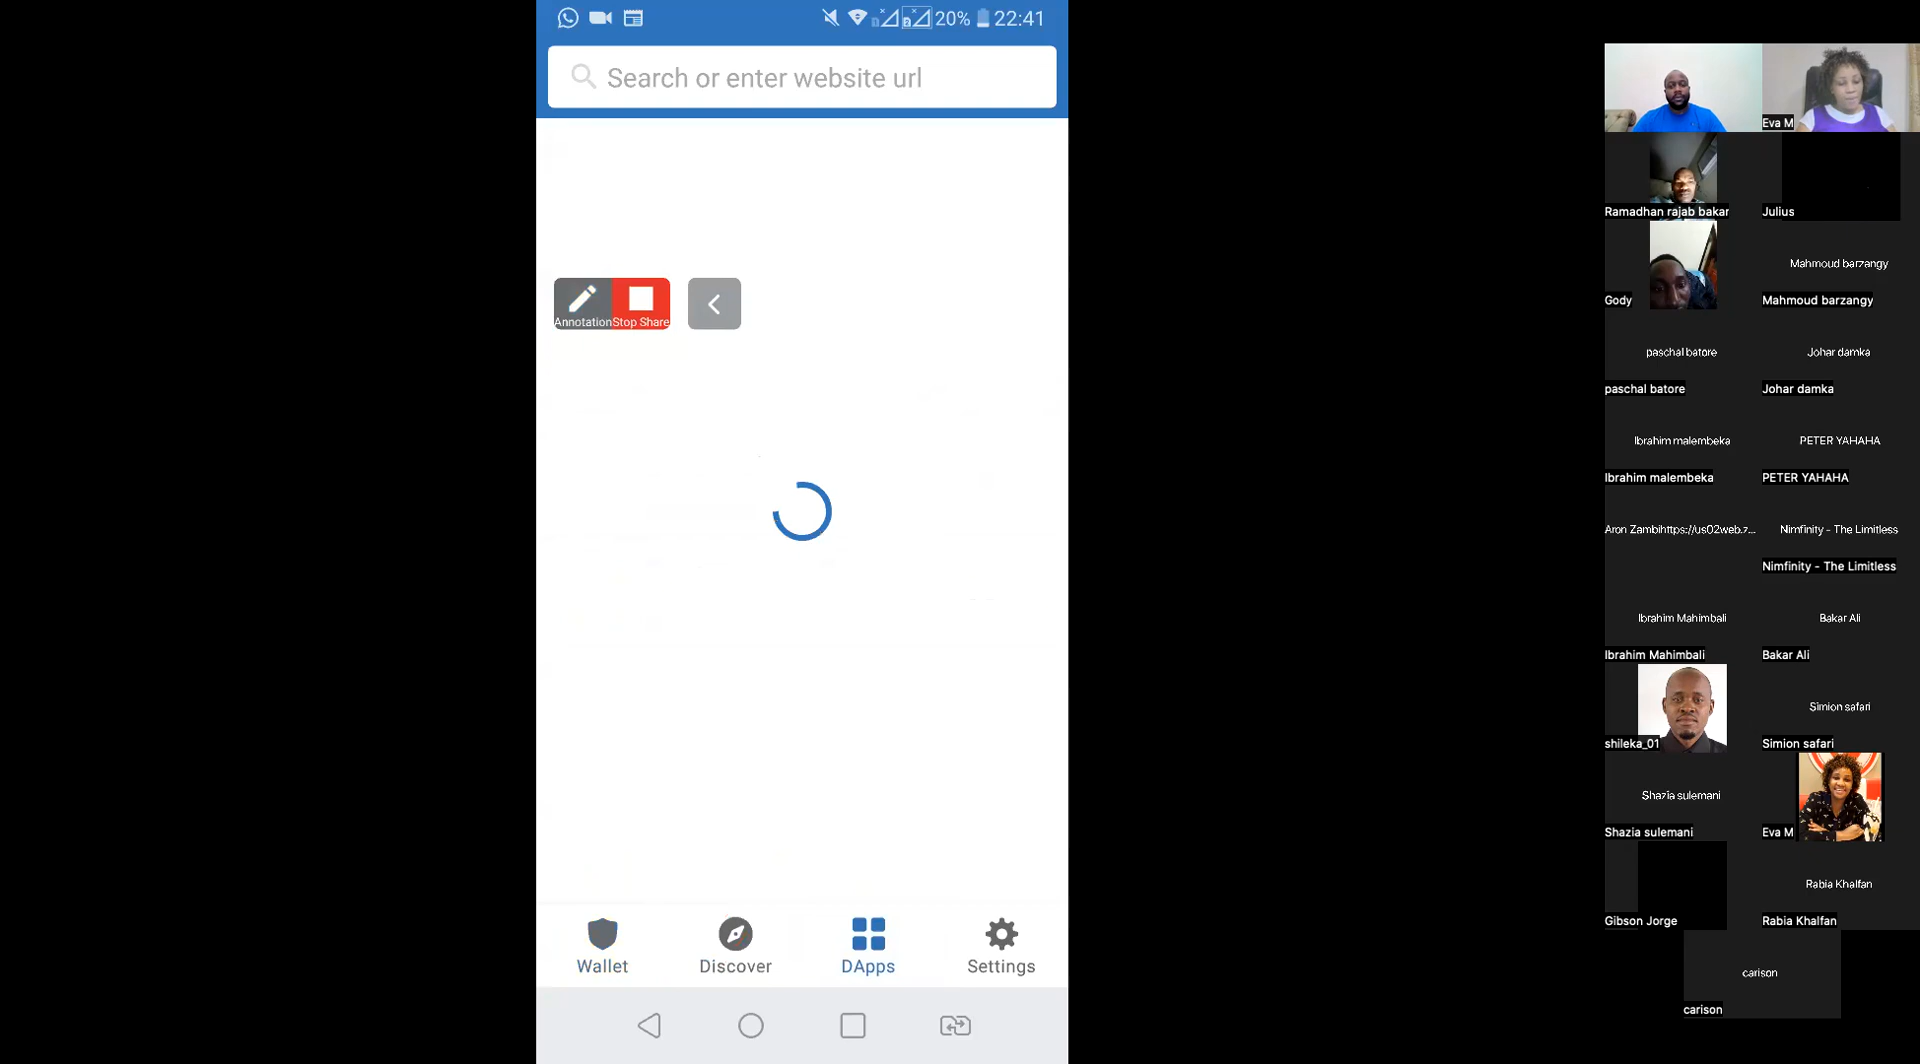 20% 22:41
Search or enter website url
Annotation Stop Share
Wallet Discover DApps Settings
Eva M
Ramadhan rajab bakar
Julius
Gody
Mahmoud barzangy
Mahmoud barzangy
paschal batore
paschal batore
Johar damka
Johar damka
Ibrahim malembeka
Ibrahim malembeka
PETER YAHAHA
PETER YAHAHA
Aron Zambihttps://us02web.z...
Nimfinity - The Limitless
Nimfinity - The Limitless
Ibrahim Mahimbali
Ibrahim Mahimbali
Bakar Ali
Bakar Ali
shileka_01
Simion safari
Simion safari
Shazia sulemani
Shazia sulemani
Eva M
Gibson Jorge
Rabia Khalfan
Rabia Khalfan
carison
carison